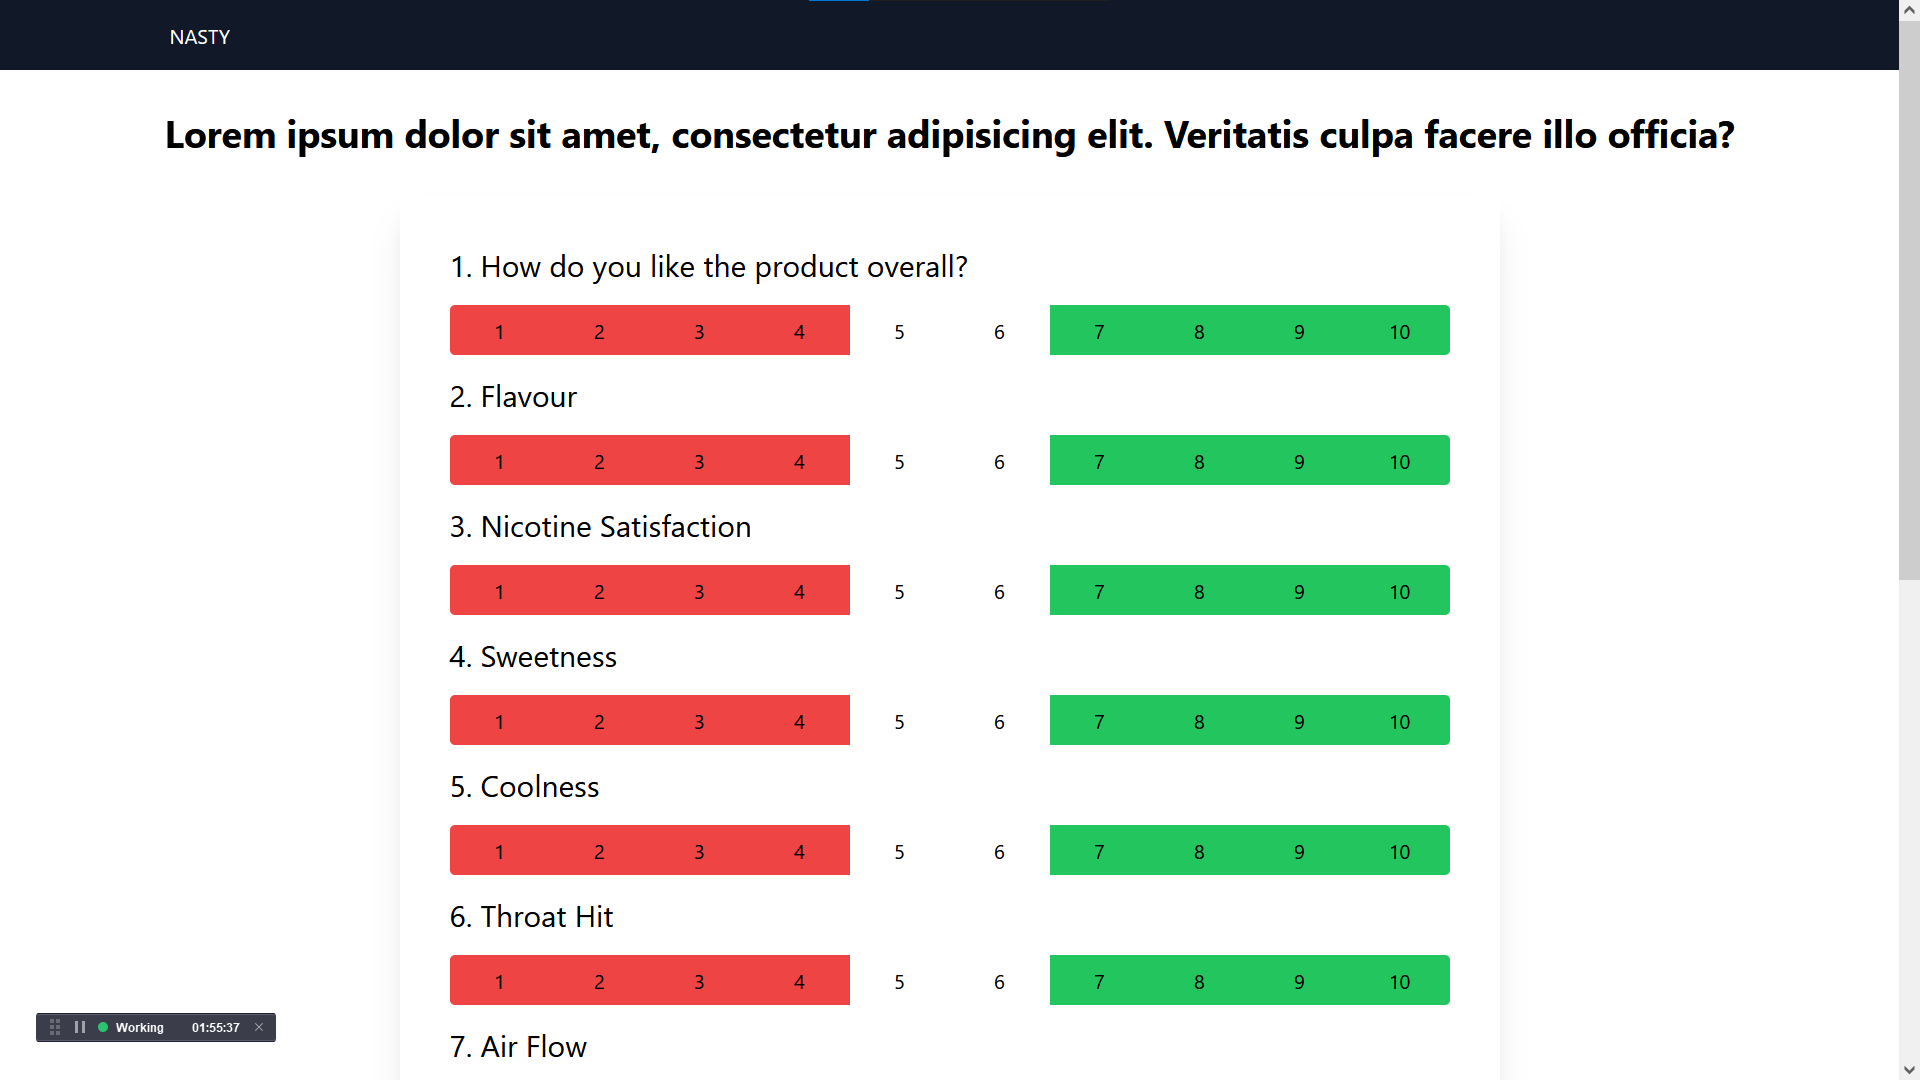 NASTY
Lorem ipsum dolor sit amet, consectetur adipisicing elit. Veritatis culpa facere illo officia?
1. How do you like the product overall?
1 2 3 4 5 6 7 8 9 10
2. Flavour
1 2 3 4 5 6 7 8 9 10
3. Nicotine Satisfaction
1 2 3 4 5 6 7 8 9 10
4. Sweetness
1 2 3 4 5 6 7 8 9 10
5. Coolness
1 2 3 4 5 6 7 8 9 10
6. Throat Hit
1 2 3 4 5 6 7 8 9 10
Working 01:55:37
7. Air Flow